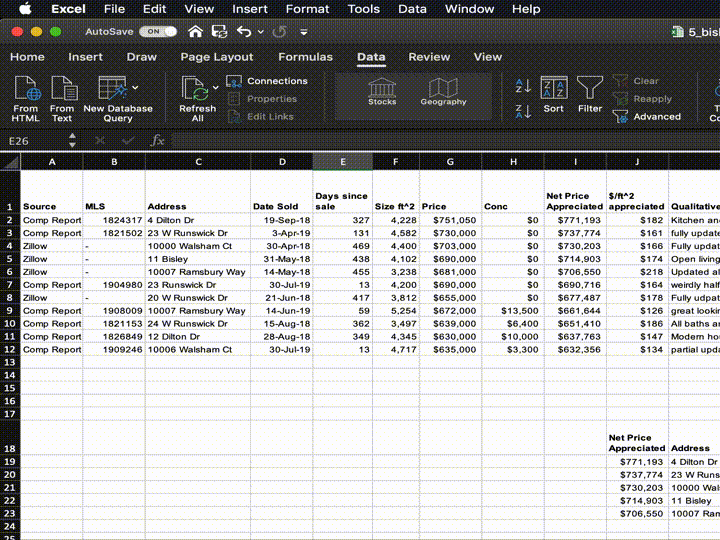 Excel File Edit View Insert Format Tools Data Window Help
AutoSave ON 5_bisl
Home Insert Draw Page Layout Formulas Data Review View
From HTML From Text New Database Query Refresh All Connections Properties Edit Links Stocks Geography Sort Filter Clear Reapply Advanced
E26 fx
A B C D E F G H I J
1 Source MLS Address Date Sold Days since sale Size ft^2 Price Conc Net Price Appreciated $/ft^2 appreciated Qualitative
2 Comp Report 1824317 4 Dilton Dr 19-Sep-18 327 4,228 $751,050 $0 $771,193 $182 Kitchen an
3 Comp Report 1821502 23 W Runswick Dr 3-Apr-19 131 4,582 $730,000 $0 $737,774 $161 fully update
4 Zillow - 10000 Walsham Ct 30-Apr-18 469 4,400 $703,000 $0 $730,203 $166 Fully updat
5 Zillow - 11 Bisley 31-May-18 438 4,102 $690,000 $0 $714,903 $174 Open living
6 Zillow - 10007 Ramsbury Way 14-May-18 455 3,238 $681,000 $0 $706,550 $218 Updated al
7 Comp Report 1904980 23 Runswick Dr 30-Jul-19 13 4,200 $690,000 $0 $690,716 $164 weirdly half
8 Zillow - 20 W Runswick Dr 21-Jun-18 417 3,812 $655,000 $0 $677,487 $178 Fully udpat
9 Comp Report 1908009 10007 Ramsbury Way 14-Jun-19 59 5,254 $672,000 $13,500 $661,644 $126 great lookin
10 Comp Report 1821153 24 W Runswick Dr 15-Aug-18 362 3,497 $639,000 $6,400 $651,410 $186 All baths a
11 Comp Report 1826849 12 Dilton Dr 28-Aug-18 349 4,345 $630,000 $10,000 $637,763 $147 Modern hou
12 Comp Report 1909246 10006 Walsham Ct 30-Jul-19 13 4,717 $635,000 $3,300 $632,356 $134 partial upda
13
14
15
16
17
18 Net Price Appreciated Address
19 $771,193 4 Dilton Dr
20 $737,774 23 W Runs
21 $730,203 10000 Wal
22 $714,903 11 Bisley
23 $706,550 10007 Ram
24
25